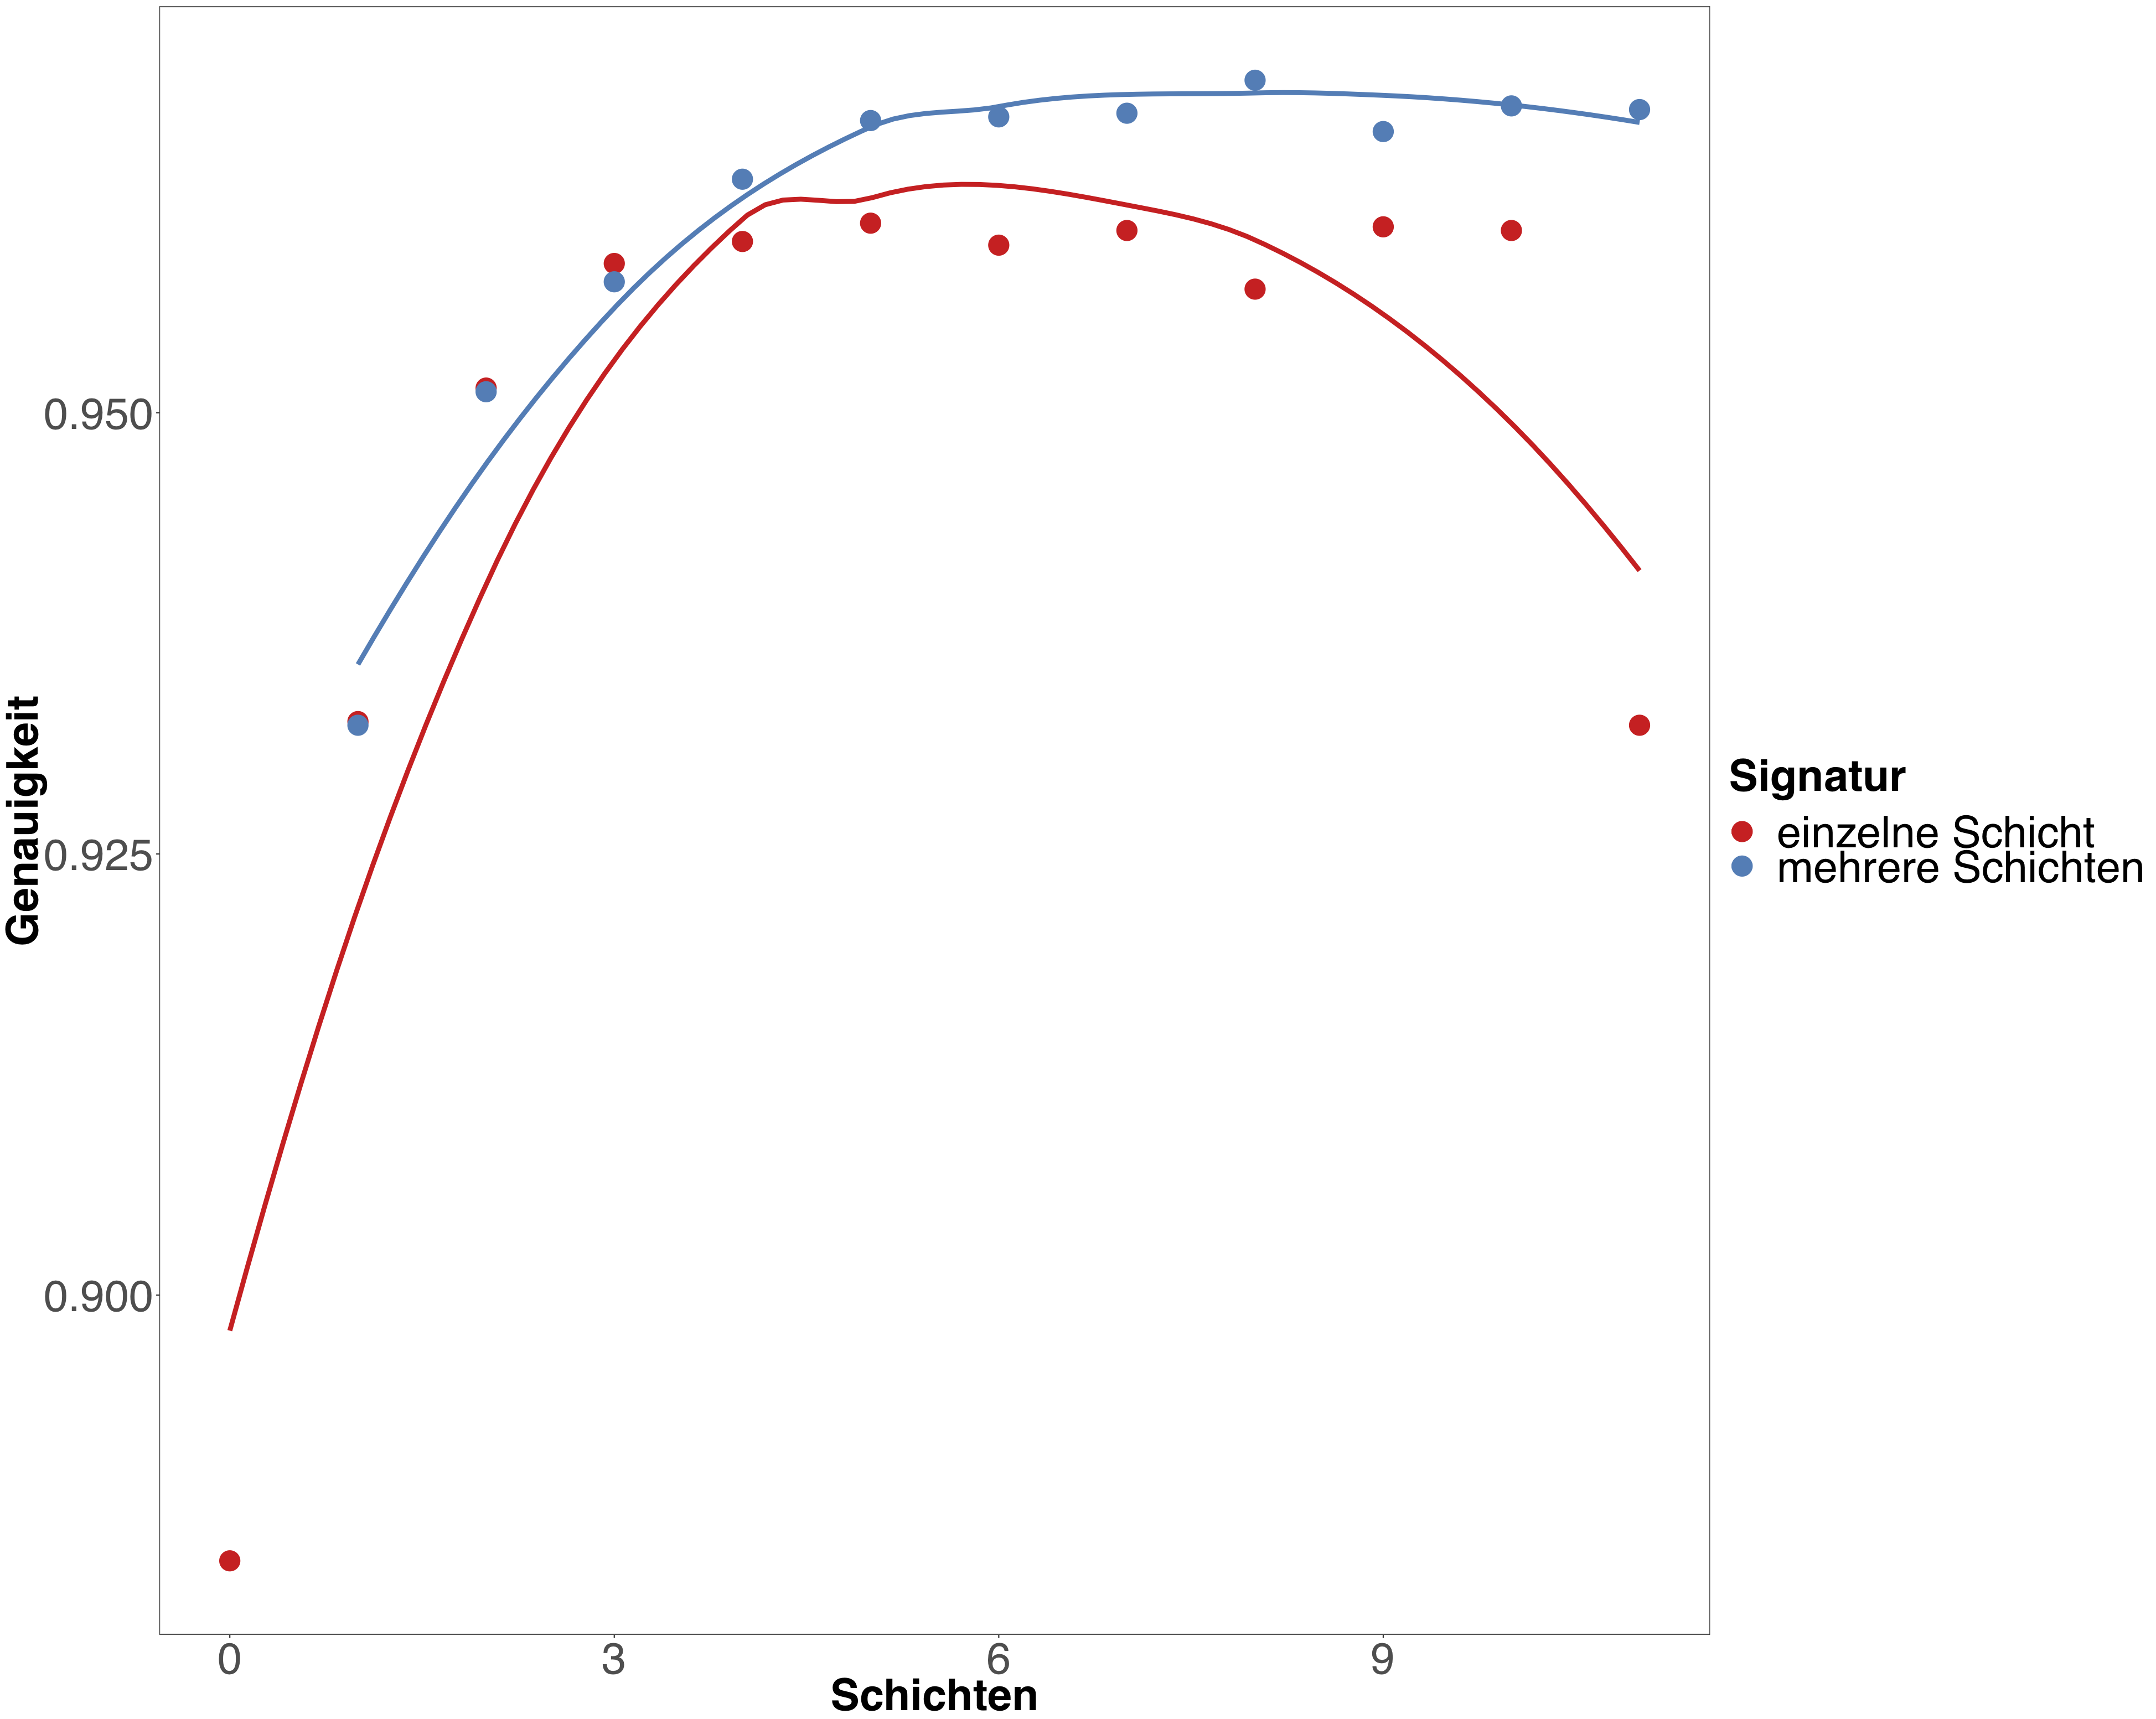 Genauigkeit
0.950
0.925
0.900
0 3 6 9
Schichten
Signatur
einzelne Schicht
mehrere Schichten